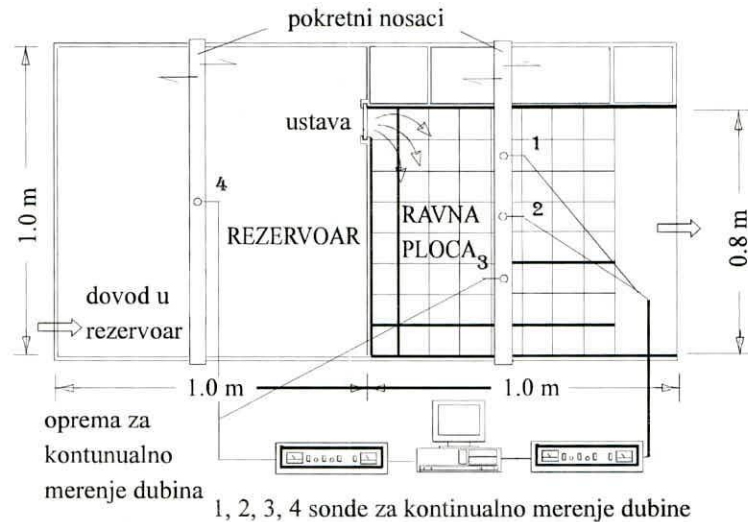 pokretni nosaci
ustava
1
4
2
1.0 m
REZERVOAR
RAVNA
PLOCA
3
0.8 m
dovod u
rezervoar
1.0 m
1.0 m
oprema za
kontunualno
merenje dubina
1, 2, 3, 4 sonde za kontinualno merenje dubine